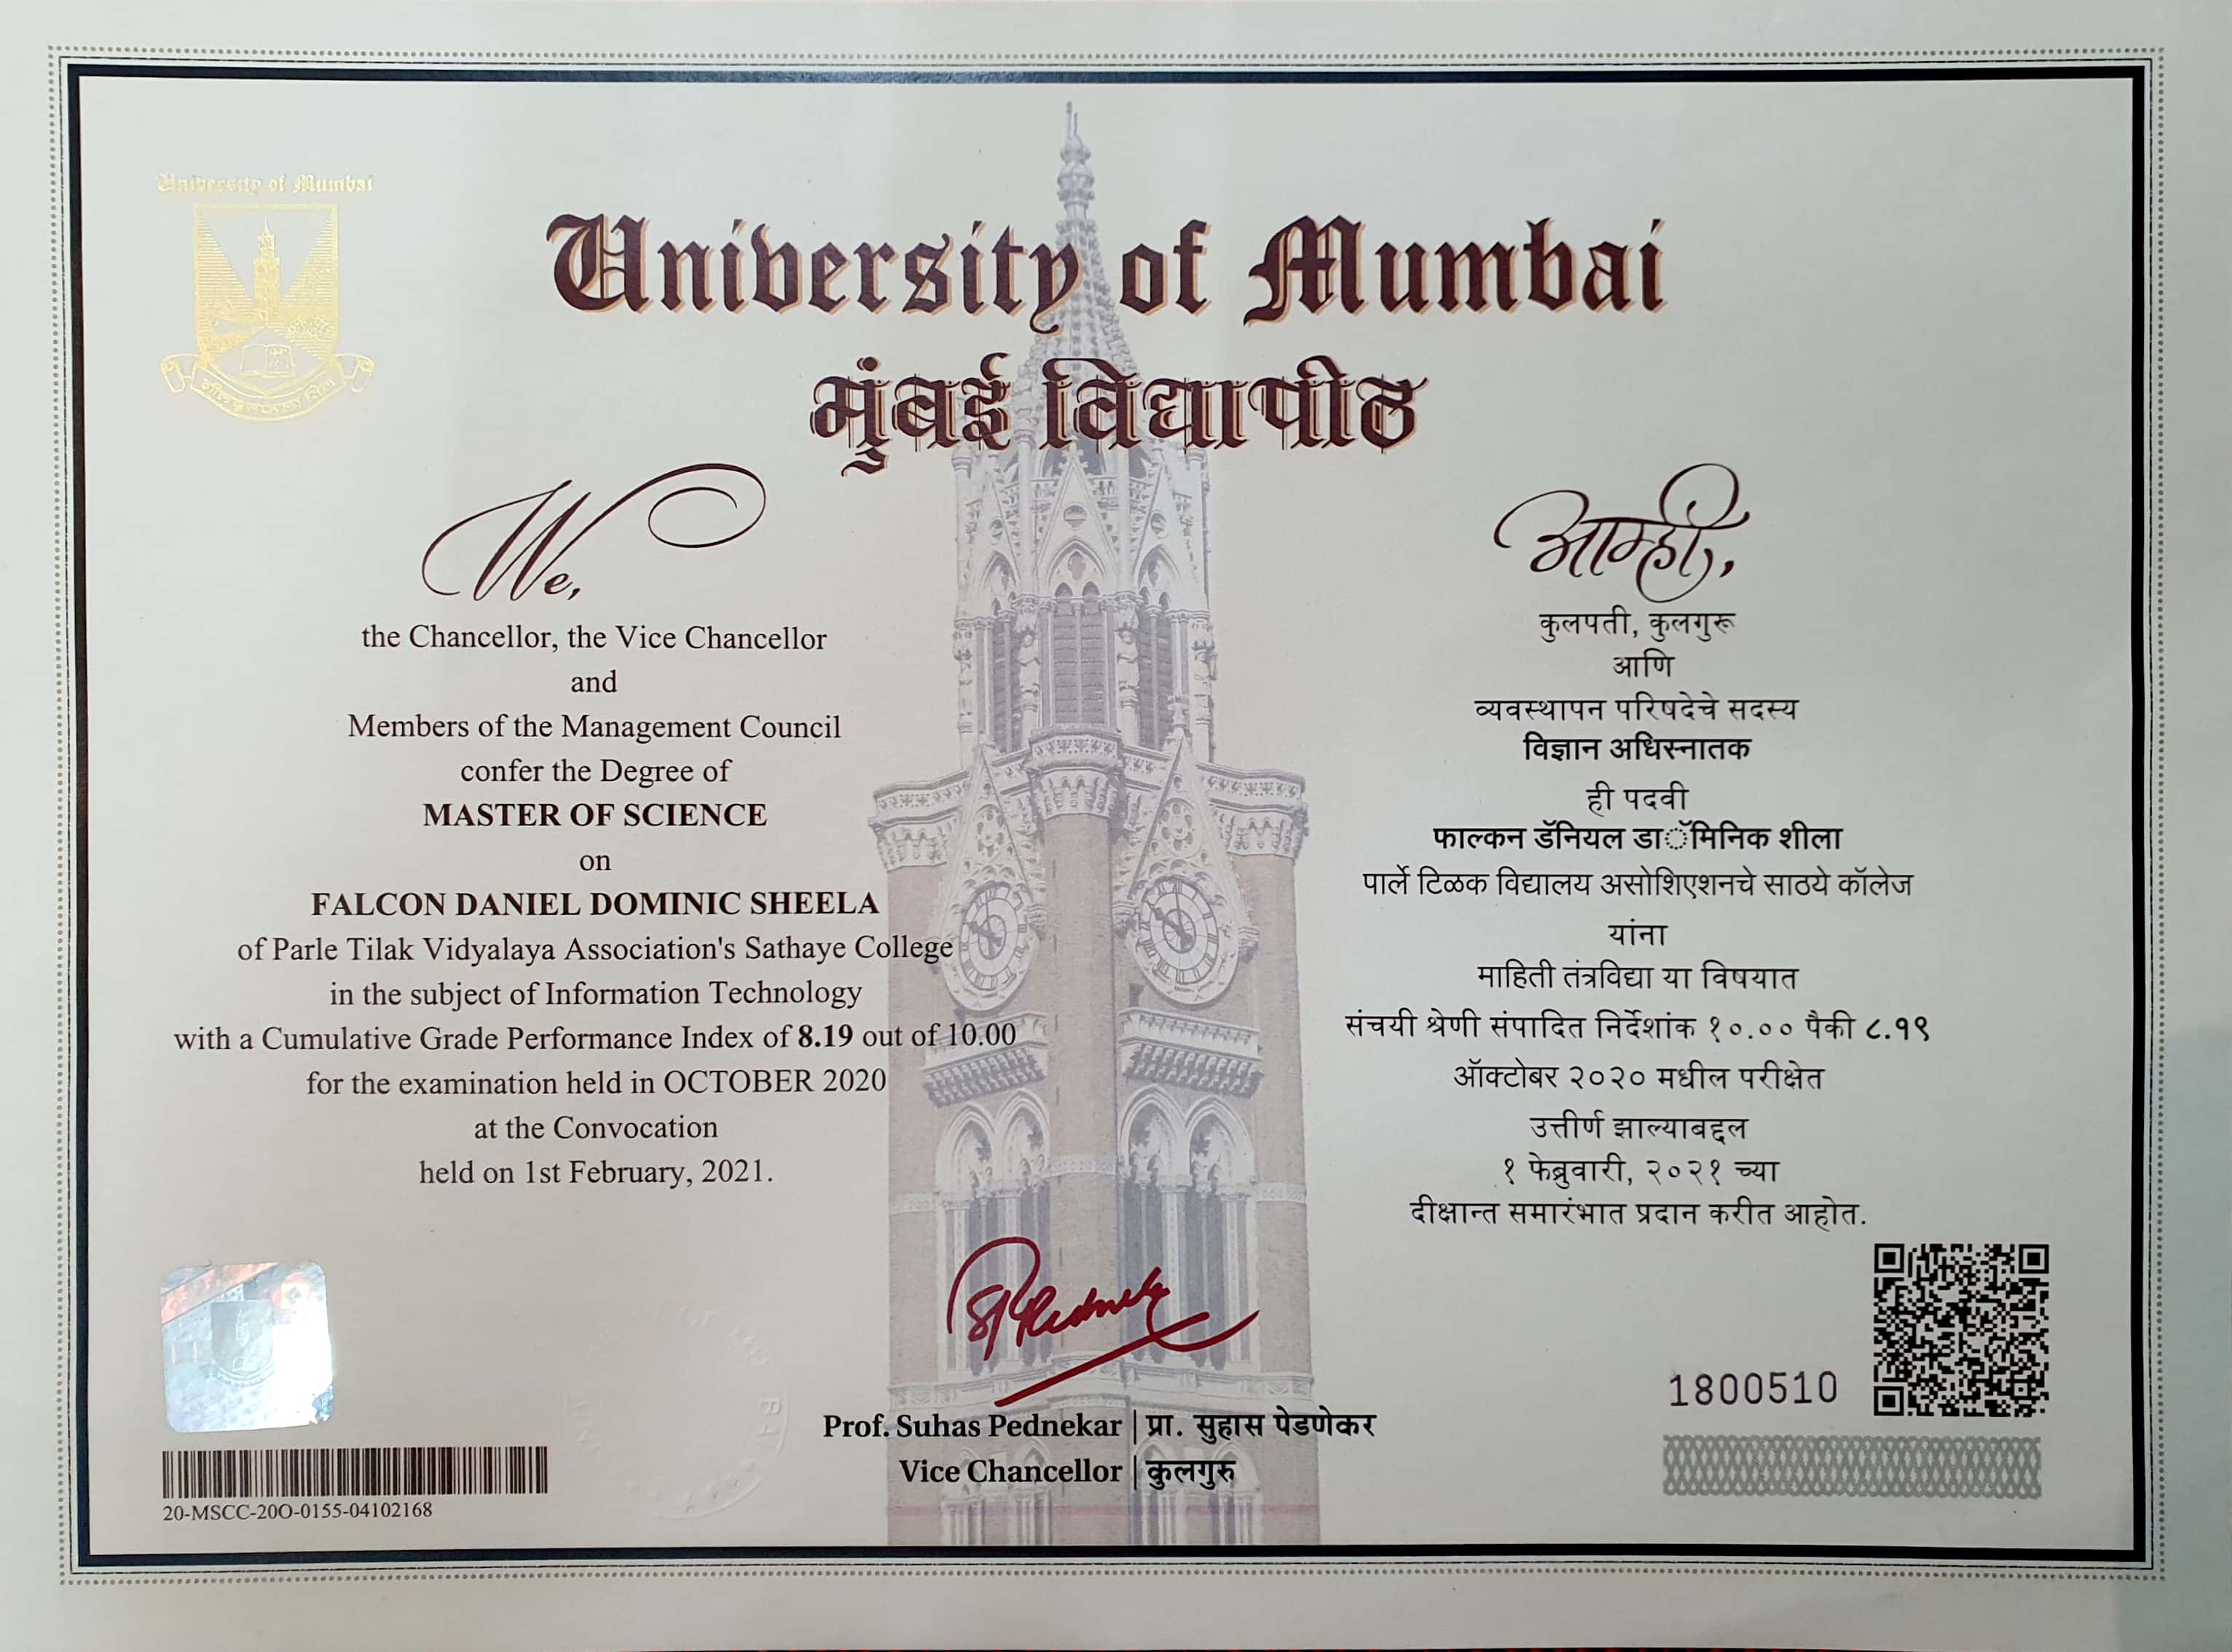 University of Mumbai
University of Mumbai
मुंबई विद्यापीठ
We,
the Chancellor, the Vice Chancellor
and
Members of the Management Council
confer the Degree of
MASTER OF SCIENCE
on
FALCON DANIEL DOMINIC SHEELA
of Parle Tilak Vidyalaya Association's Sathaye College
in the subject of Information Technology
with a Cumulative Grade Performance Index of 8.19 out of 10.00
for the examination held in OCTOBER 2020
at the Convocation
held on 1st February, 2021.
आम्ही,
कुलपती, कुलगुरू
आणि
व्यवस्थापन परिषदेचे सदस्य
विज्ञान अधिस्नातक
ही पदवी
फाल्कन डॅनियल डाॅमिनिक शीला
पार्ले टिळक विद्यालय असोशिएशनचे साठये कॉलेज
यांना
माहिती तंत्रविद्या या विषयात
संचयी श्रेणी संपादित निर्देशांक १०.०० पैकी ८.१९
ऑक्टोबर २०२० मधील परीक्षेत
उत्तीर्ण झाल्याबद्दल
१ फेब्रुवारी, २०२१ च्या
दीक्षान्त समारंभात प्रदान करीत आहोत.
SPPednekar
1800510
Prof. Suhas Pednekar | प्रा. सुहास पेडणेकर
Vice Chancellor | कुलगुरु
20-MSCC-20O-0155-04102168